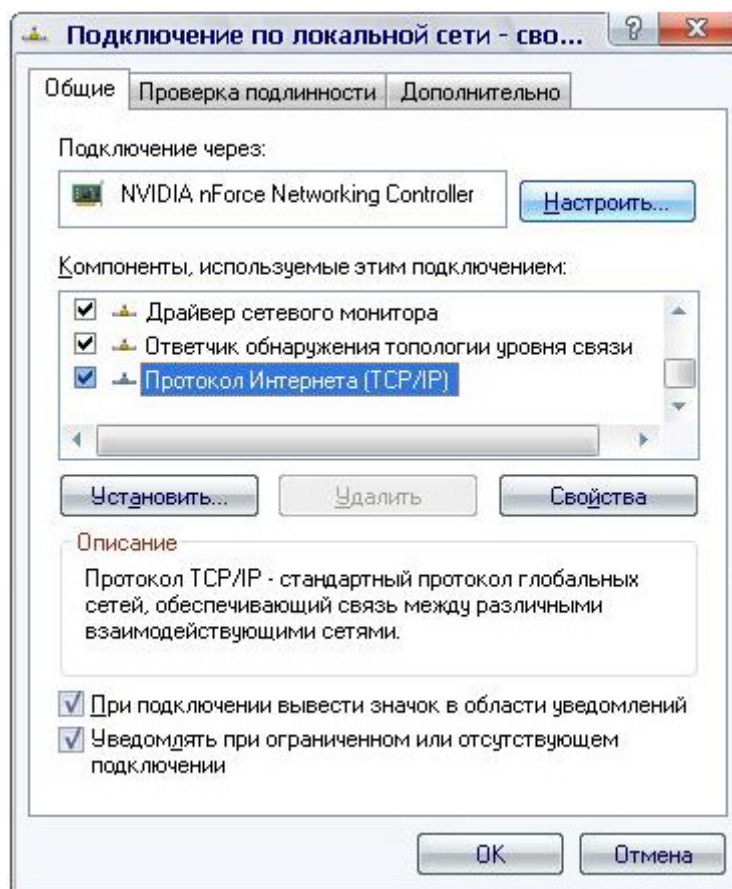 Подключение по локальной сети - сво...
Общие
Проверка подлинности
Дополнительно
Подключение через:
NVIDIA nForce Networking Controller
Настроить...
Компоненты, используемые этим подключением:
Драйвер сетевого монитора
Ответчик обнаружения топологии уровня связи
Протокол Интернета (TCP/IP)
Установить...
Удалить
Свойства
Описание
Протокол TCP/IP - стандартный протокол глобальных
сетей, обеспечивающий связь между различными
взаимодействующими сетями.
При подключении вывести значок в области уведомлений
Уведомлять при ограниченном или отсутствующем
подключении
OK
Отмена